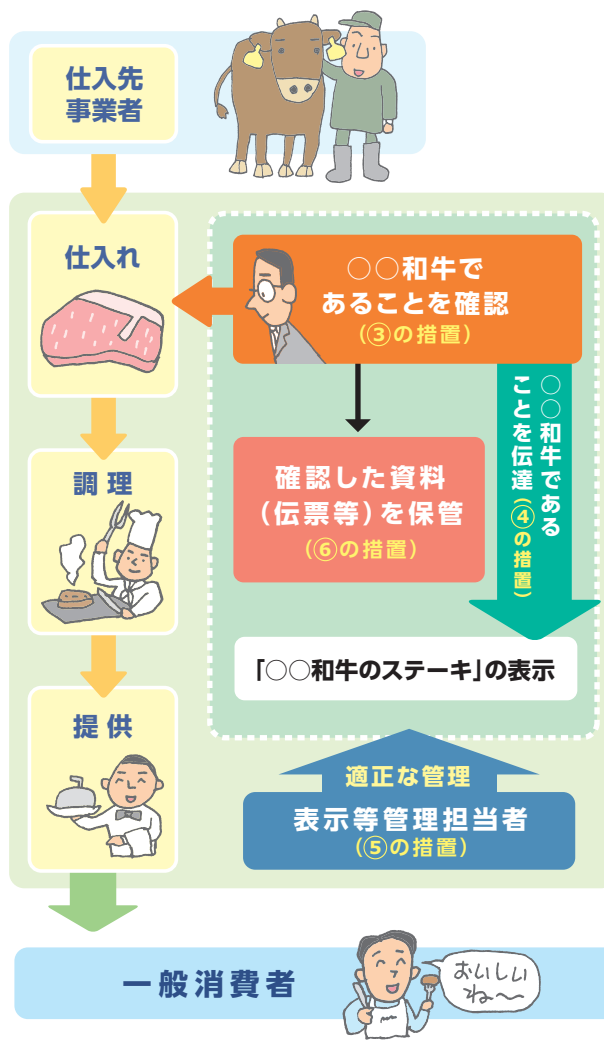 仕入先
事業者
仕入れ
○○和牛で
あることを確認
(③の措置)
○○和牛である
ことを伝達(④の措置)
確認した資料
(伝票等)を保管
(⑥の措置)
調理
「○○和牛のステーキ」の表示
提供
適正な管理
表示等管理担当者
(⑤の措置)
一般消費者
おいしい
ね〜